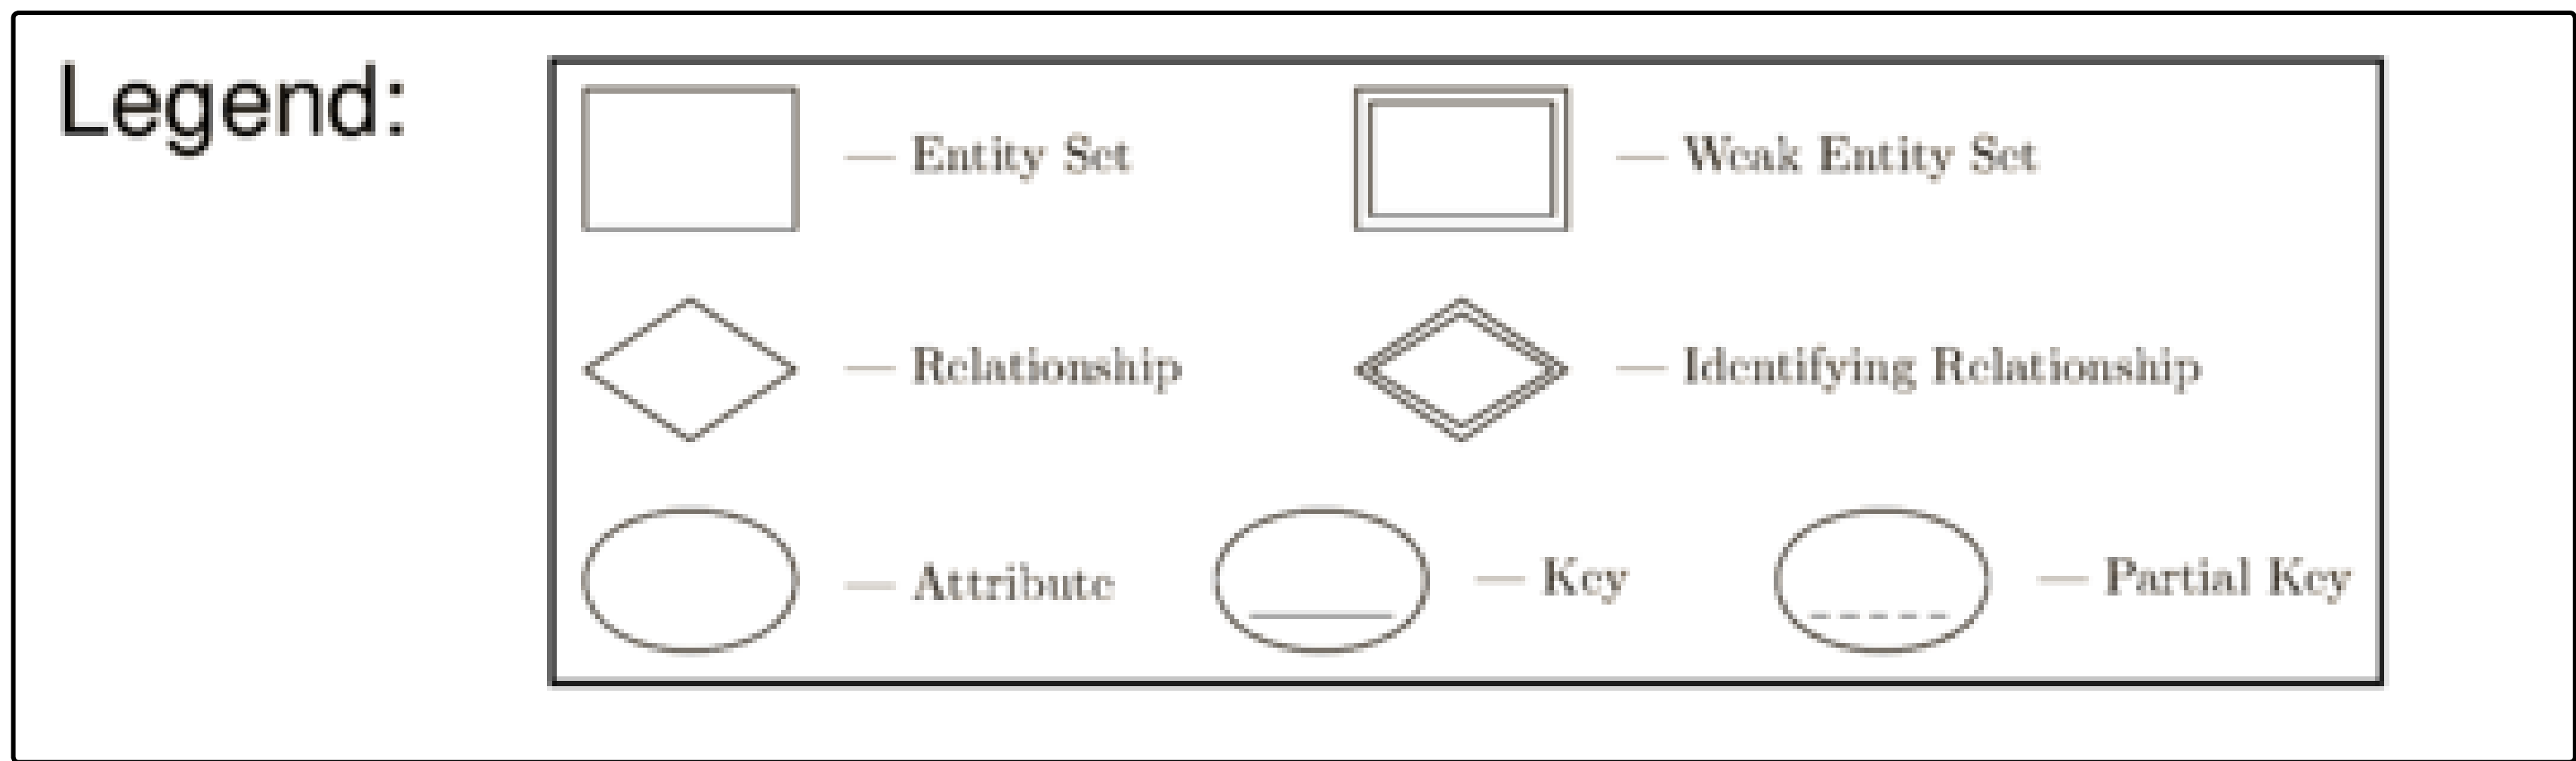 Legend:
— Entity Set
— Weak Entity Set
— Relationship
— Identifying Relationship
— Attribute
— Key
— Partial Key